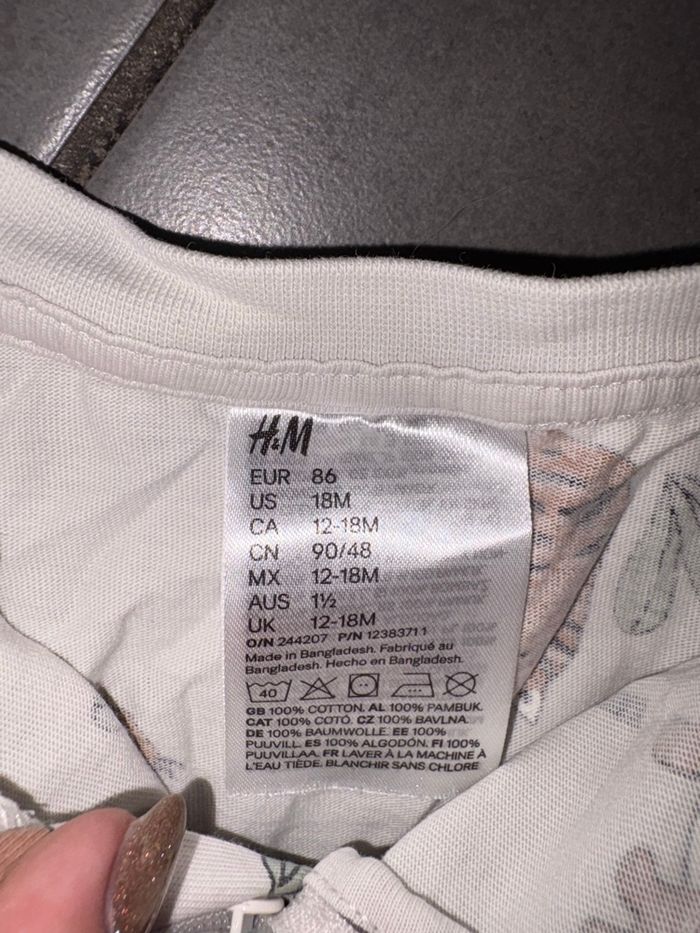 H&M
EUR 86
US 18M
CA 12-18M
CN 90/48
MX 12-18M
AUS 1½
UK 12-18M
O/N 244207 P/N 1238371 1
Made in Bangladesh. Fabriqué au
Bangladesh. Hecho en Bangladesh.
40
GB 100% COTTON. AL 100% PAMBUK.
CAT 100% COTÓ. CZ 100% BAVLNA.
DE 100% BAUMWOLLE. EE 100%
PUUVILL. ES 100% ALGODÓN. FI 100%
PUUVILLAA. FR LAVER À LA MACHINE À
L'EAU TIÈDE. BLANCHIR SANS CHLORE